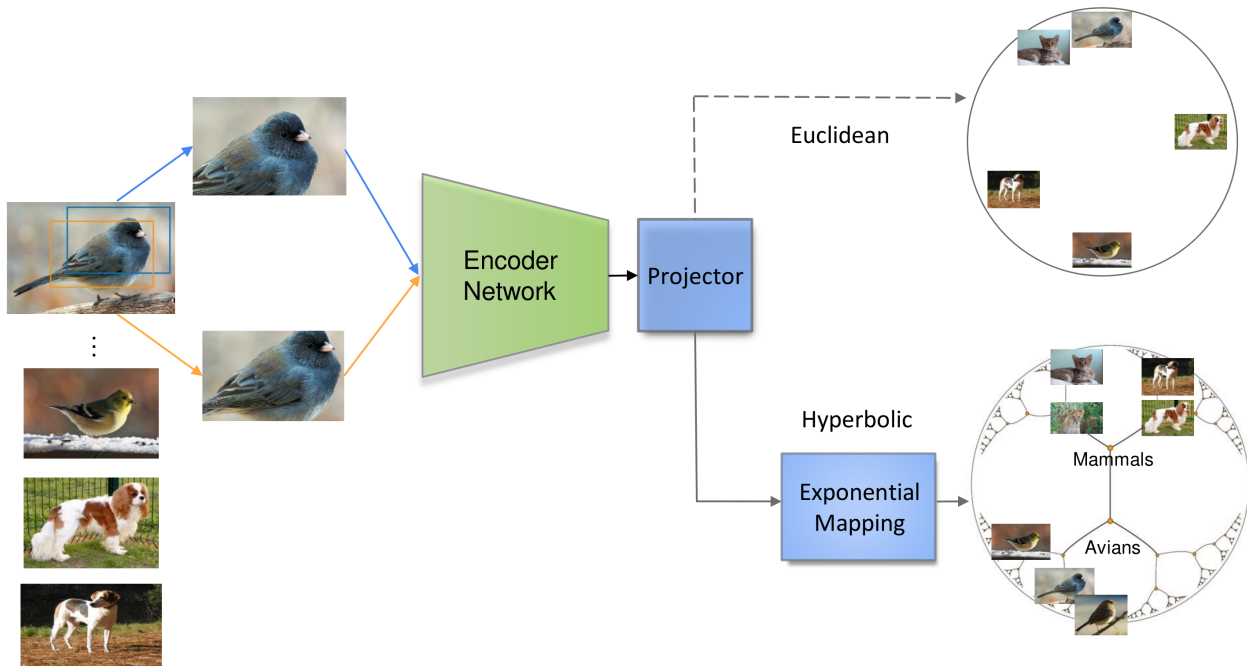 Euclidean
Encoder
Network
Projector
Hyperbolic
Exponential
Mapping
Mammals
Avians